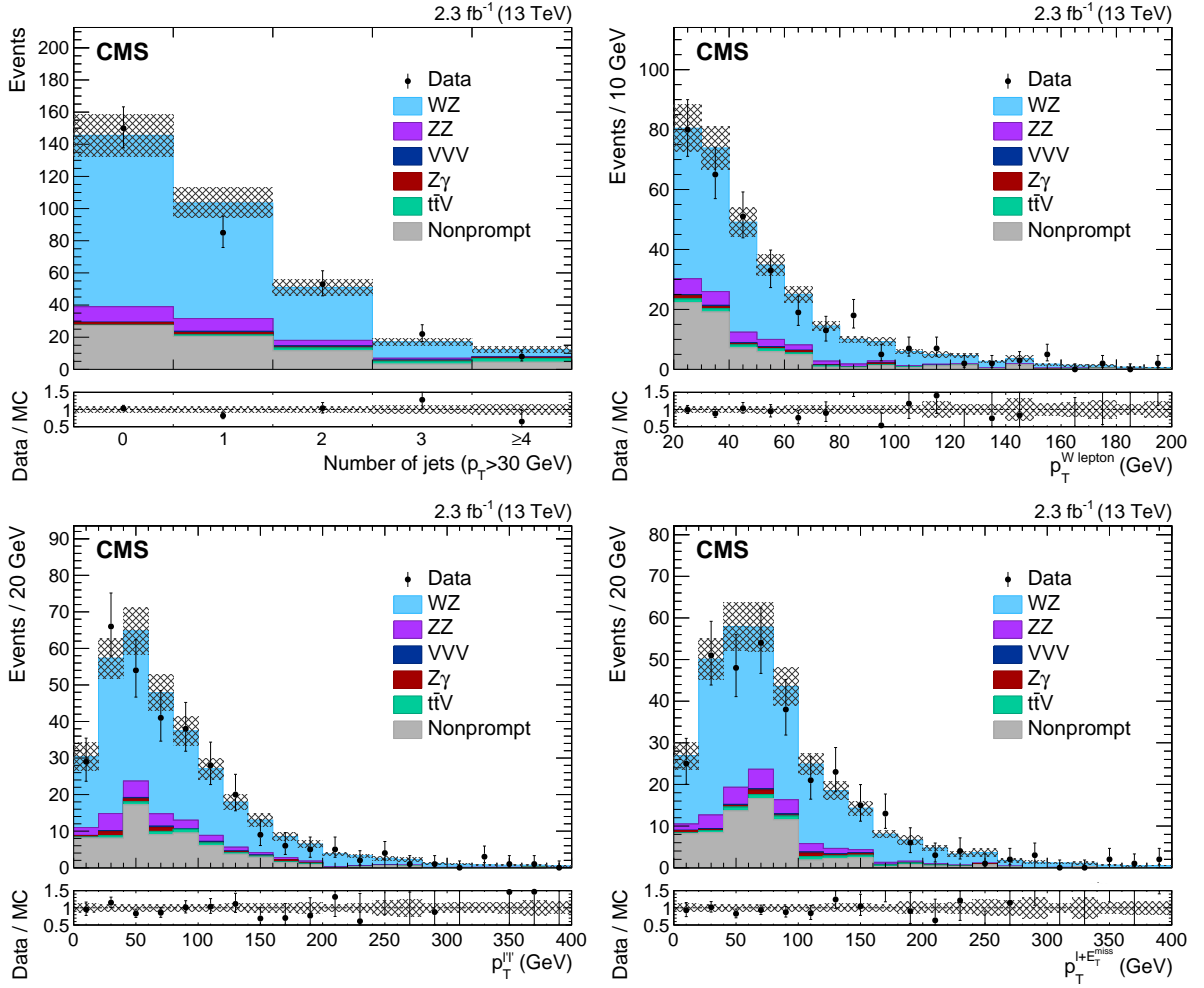 2.3 fb⁻¹ (13 TeV)
CMS
Events
200
180
160
140
120
100
80
60
40
20
0
Data
WZ
ZZ
VVV
Zγ
tt̄V
Nonprompt
Data / MC
1.5
1
0.5
0 1 2 3 ≥4
Number of jets (p_T>30 GeV)
2.3 fb⁻¹ (13 TeV)
CMS
Events / 10 GeV
100
80
60
40
20
0
Data
WZ
ZZ
VVV
Zγ
tt̄V
Nonprompt
Data / MC
1.5
1
0.5
20 40 60 80 100 120 140 160 180 200
p_T^{W lepton} (GeV)
2.3 fb⁻¹ (13 TeV)
CMS
Events / 20 GeV
90
80
70
60
50
40
30
20
10
0
Data
WZ
ZZ
VVV
Zγ
tt̄V
Nonprompt
Data / MC
1.5
1
0.5
0 50 100 150 200 250 300 350 400
p_T^{l'l'} (GeV)
2.3 fb⁻¹ (13 TeV)
CMS
Events / 20 GeV
80
70
60
50
40
30
20
10
0
Data
WZ
ZZ
VVV
Zγ
tt̄V
Nonprompt
Data / MC
1.5
1
0.5
0 50 100 150 200 250 300 350 400
p_T^{l+E_T^{miss}} (GeV)